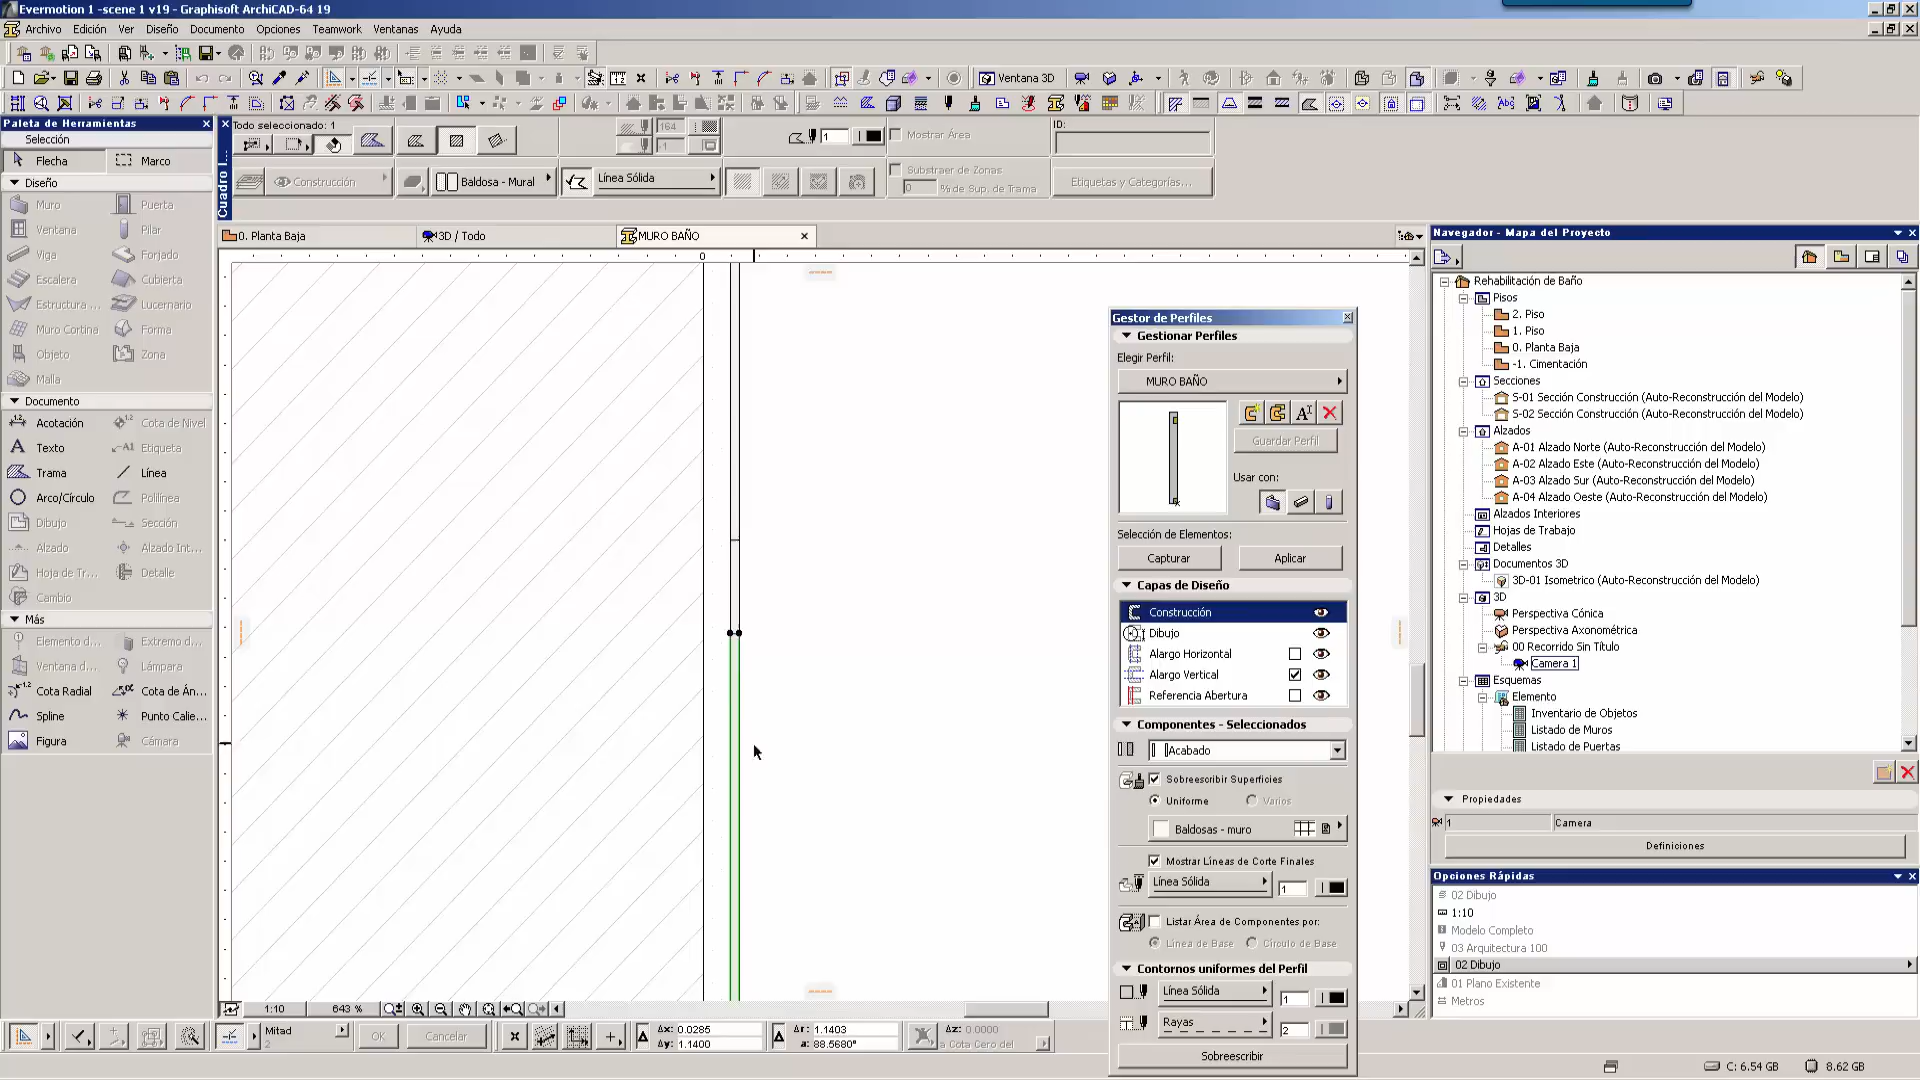 Evermotion 1 -scene 1 v19 - Graphisoft ArchiCAD-64 19
Archivo Edición Ver Diseño Documento Opciones Teamwork Ventanas Ayuda
Ventana 3D
Paleta de Herramientas
Selección
Flecha Marco
Diseño
Muro Puerta
Ventana Pilar
Viga Forjado
Escalera Cubierta
Estructura ... Lucernario
Muro Cortina Forma
Objeto Zona
Malla
Documento
Acotación Cota de Nivel
Texto Etiqueta
Trama Línea
Arco/Círculo Polilínea
Dibujo Sección
Alzado Alzado Int...
Hoja de Tr... Detalle
Cambio
Más
Elemento d... Extremo d...
Ventana d... Lámpara
Cota Radial Cota de Án...
Spline Punto Calie...
Figura Cámara
Cuadro I...
Todo seleccionado: 1
164
-1
1
Mostrar Área
ID:
Construcción
Baldosa - Mural
Línea Sólida
Substraer de Zonas
0 % de Sup. de Trama
Etiquetas y Categorías...
0. Planta Baja
3D / Todo
MURO BAÑO
0
Gestor de Perfiles
Gestionar Perfiles
Elegir Perfil:
MURO BAÑO
Guardar Perfil
Usar con:
Selección de Elementos:
Capturar Aplicar
Capas de Diseño
Construcción
Dibujo
Alargo Horizontal
Alargo Vertical
Referencia Abertura
Componentes - Seleccionados
Acabado
Sobreescribir Superficies
Uniforme Varios
Baldosas - muro
Mostrar Líneas de Corte Finales
Línea Sólida 1
Listar Área de Componentes por:
Linea de Base Círculo de Base
Contornos uniformes del Perfil
Línea Sólida 1
Rayas 2
Sobreescribir
Navegador - Mapa del Proyecto
Rehabilitación de Baño
Pisos
2. Piso
1. Piso
0. Planta Baja
-1. Cimentación
Secciones
S-01 Sección Construcción (Auto-Reconstrucción del Modelo)
S-02 Sección Construcción (Auto-Reconstrucción del Modelo)
Alzados
A-01 Alzado Norte (Auto-Reconstrucción del Modelo)
A-02 Alzado Este (Auto-Reconstrucción del Modelo)
A-03 Alzado Sur (Auto-Reconstrucción del Modelo)
A-04 Alzado Oeste (Auto-Reconstrucción del Modelo)
Alzados Interiores
Hojas de Trabajo
Detalles
Documentos 3D
3D-01 Isometrico (Auto-Reconstrucción del Modelo)
3D
Perspectiva Cónica
Perspectiva Axonométrica
00 Recorrido Sin Título
Camera 1
Esquemas
Elemento
Inventario de Objetos
Listado de Muros
Listado de Puertas
Propiedades
1 Camera
Definiciones
Opciones Rápidas
02 Dibujo
1:10
Modelo Completo
03 Arquitectura 100
02 Dibujo
01 Plano Existente
Metros
1:10 643 %
Mitad
2
OK Cancelar
Δx: 0.0285
Δy: 1.1400
Δr: 1.1403
a: 88.5680°
Δz: 0.0000
a Cota Cero del
C: 6.54 GB 8.62 GB